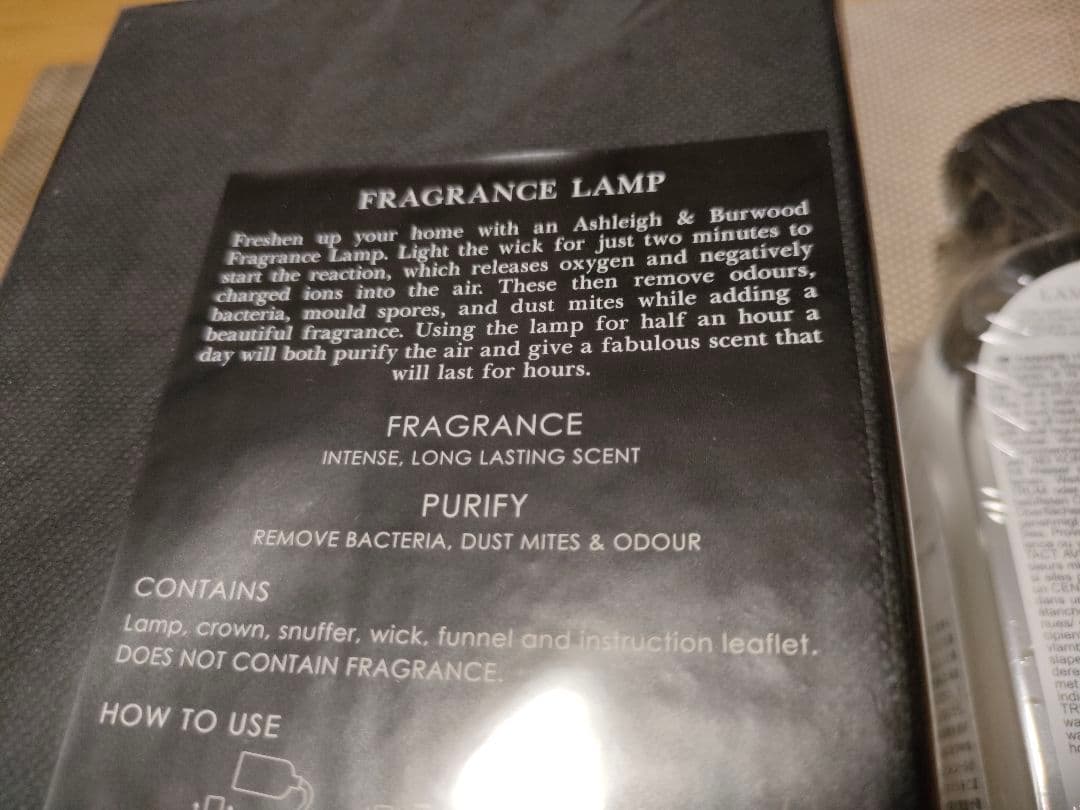 FRAGRANCE LAMP
Freshen up your home with an Ashleigh & Burwood
Fragrance Lamp. Light the wick for just two minutes to
start the reaction, which releases oxygen and negatively
charged ions into the air. These then remove odours,
bacteria, mould spores, and dust mites while adding a
beautiful fragrance. Using the lamp for half an hour a
day will both purify the air and give a fabulous scent that
will last for hours.
FRAGRANCE
INTENSE, LONG LASTING SCENT
PURIFY
REMOVE BACTERIA, DUST MITES & ODOUR
CONTAINS
Lamp, crown, snuffer, wick, funnel and instruction leaflet.
DOES NOT CONTAIN FRAGRANCE.
HOW TO USE